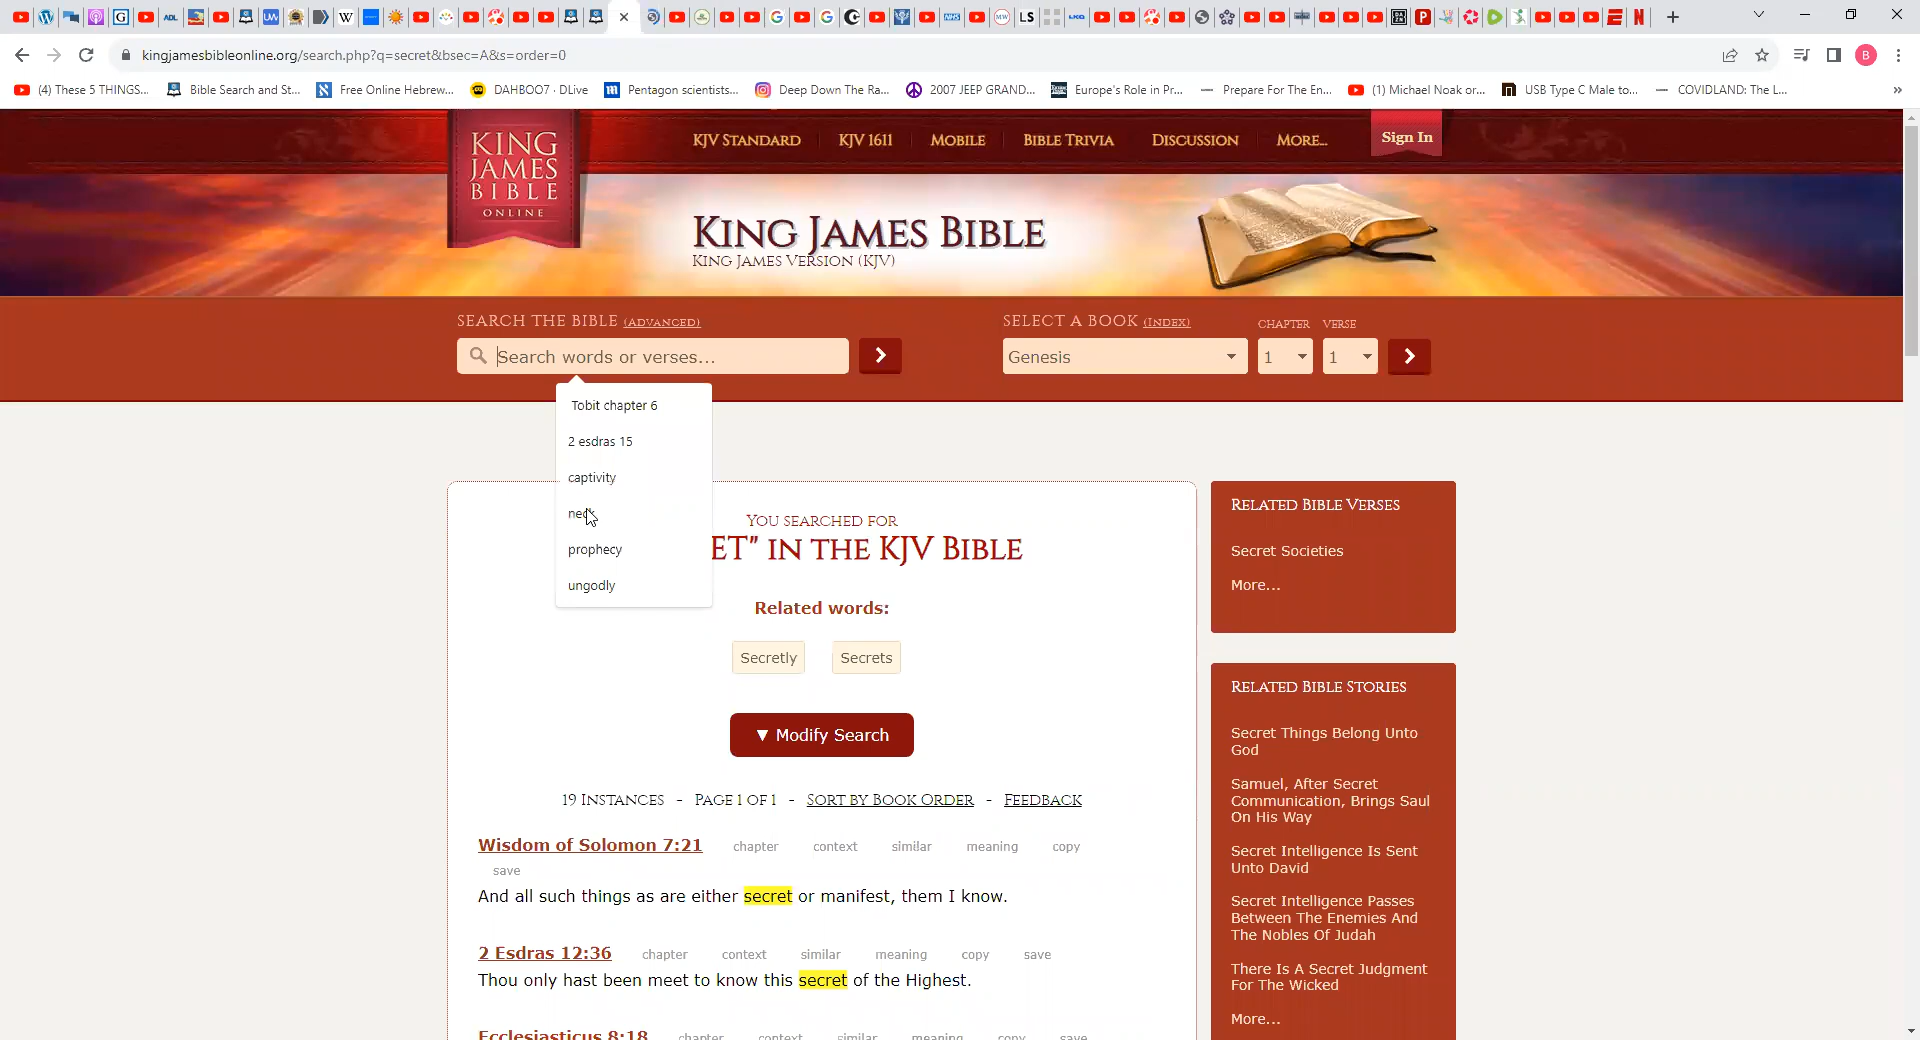 kingjamesbibleonline.org/search.php?q=secret&bsec=A&s=order=0
B
(4) These 5 THINGS...
Bible Search and St...
Free Online Hebrew...
DAHBOO7 · DLive
Pentagon scientists...
Deep Down The Ra...
2007 JEEP GRAND...
Europe's Role in Pr...
Prepare For The En...
(1) Michael Noak or...
USB Type C Male to...
COVIDLAND: The L...
»
KING
JAMES
BIBLE
ONLINE
KJV STANDARD
KJV 1611
MOBILE
BIBLE TRIVIA
DISCUSSION
MORE...
Sign In
KING JAMES BIBLE
KING JAMES VERSION (KJV)
SEARCH THE BIBLE (ADVANCED)
Search words or verses...
SELECT A BOOK (INDEX)
CHAPTER
VERSE
Genesis
1
1
Tobit chapter 6
2 esdras 15
captivity
prophecy
ungodly
YOU SEARCHED FOR
ET" IN THE KJV BIBLE
Related words:
Secretly
Secrets
▼ Modify Search
19 INSTANCES - PAGE 1 OF 1 - SORT BY BOOK ORDER - FEEDBACK
Wisdom of Solomon 7:21 chapter context similar meaning copy
save
And all such things as are either secret or manifest, them I know.
2 Esdras 12:36 chapter context similar meaning copy save
Thou only hast been meet to know this secret of the Highest.
Ecclesiasticus 8:18 chapter context similar meaning copy save
RELATED BIBLE VERSES
Secret Societies
More...
RELATED BIBLE STORIES
Secret Things Belong Unto
God
Samuel, After Secret
Communication, Brings Saul
On His Way
Secret Intelligence Is Sent
Unto David
Secret Intelligence Passes
Between The Enemies And
The Nobles Of Judah
There Is A Secret Judgment
For The Wicked
More...